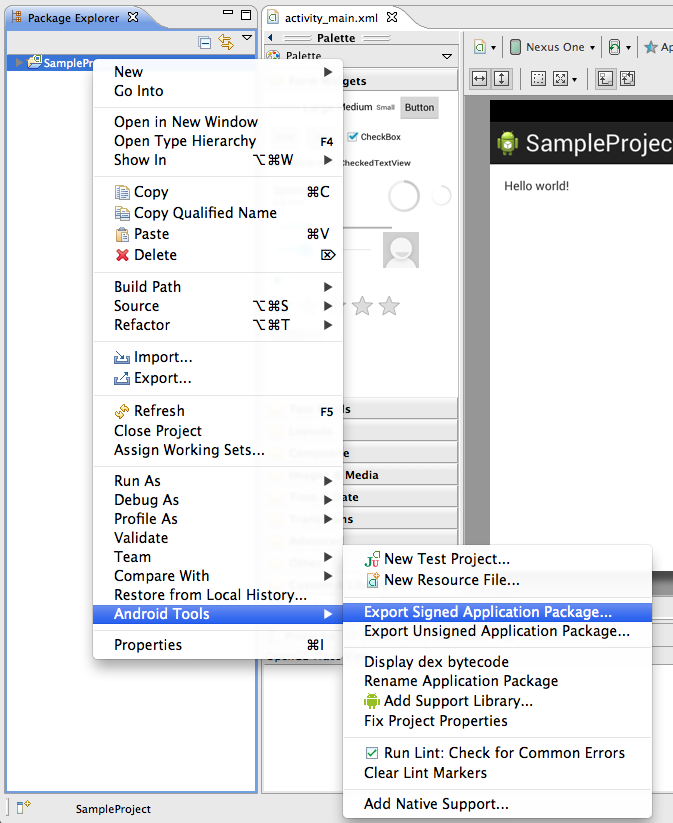 Package Explorer
activity_main.xml
SamplePro
Palette
Palette
Nexus One
Ap
Widgets
Medium Small Button
CheckBox
CheckedTextView
SampleProjec
Hello world!
New
Go Into
Open in New Window
Open Type Hierarchy F4
Show In ⌥⌘W
Copy ⌘C
Copy Qualified Name
Paste ⌘V
Delete ⌦
Build Path
Source ⌥⌘S
Refactor ⌥⌘T
Import...
Export...
Refresh F5
Close Project
Assign Working Sets...
Run As
Debug As
Profile As
Validate
Team
Compare With
Restore from Local History...
Android Tools
Properties ⌘I
Media
New Test Project...
New Resource File...
Export Signed Application Package...
Export Unsigned Application Package...
Display dex bytecode
Rename Application Package
Add Support Library...
Fix Project Properties
Run Lint: Check for Common Errors
Clear Lint Markers
Add Native Support...
SampleProject